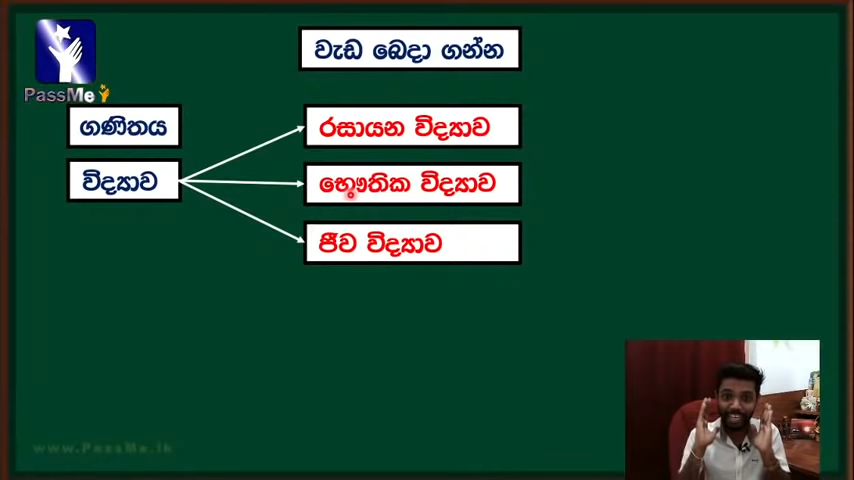 වැඩ බෙදා ගන්න
PassMe
ගණිතය
රසායන විද්‍යාව
විද්‍යාව
භෞතික විද්‍යාව
ජීව විද්‍යාව
www.PassMe.lk